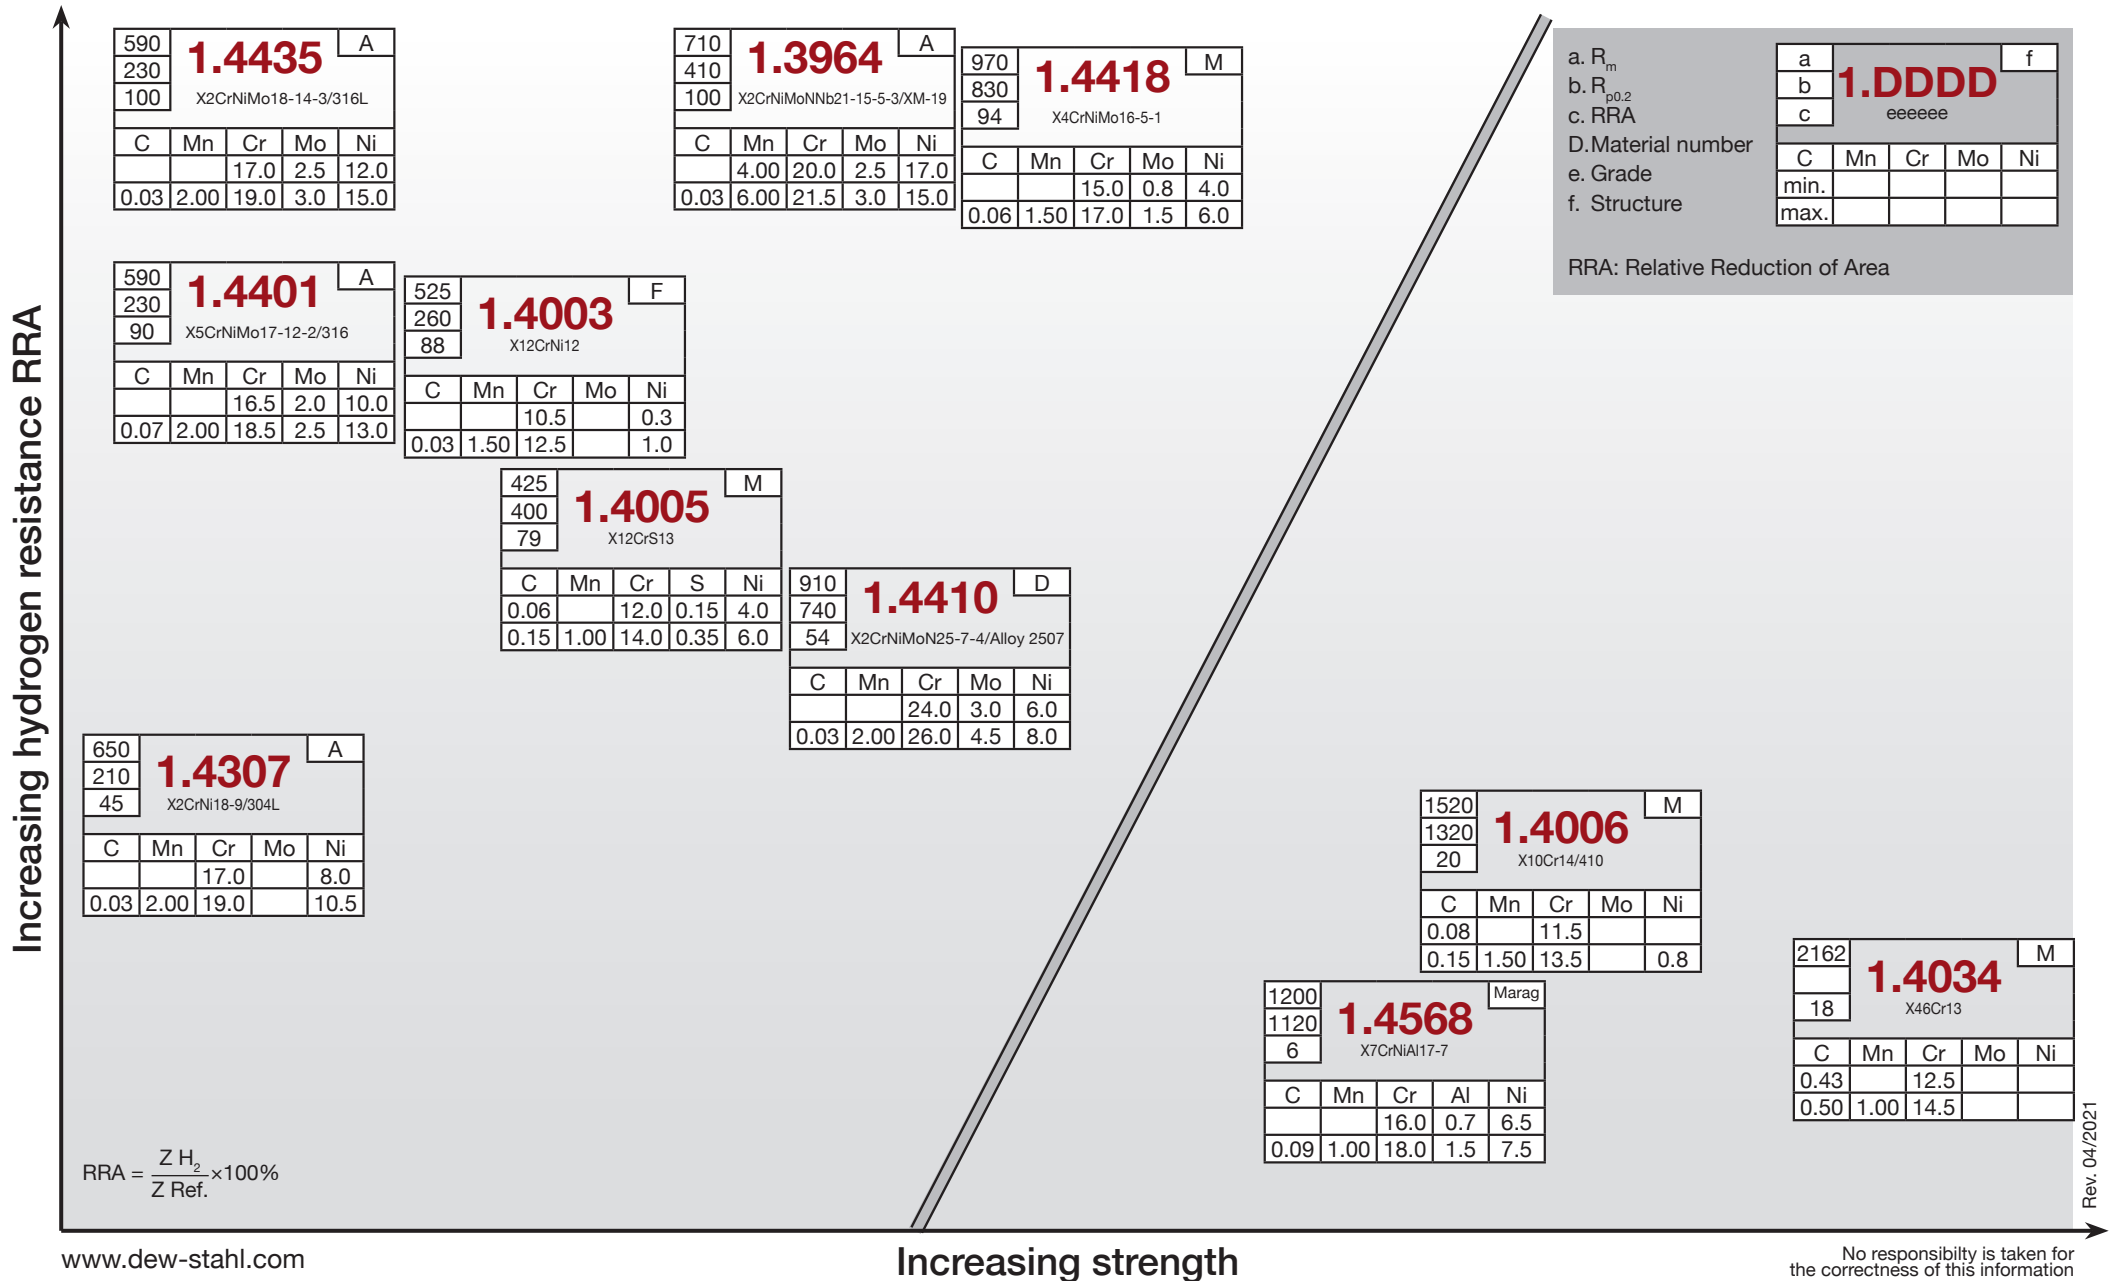 Increasing hydrogen resistance RRA
590 1.4435 A
230
100 X2CrNiMo18-14-3/316L
C Mn Cr Mo Ni
17.0 2.5 12.0
0.03 2.00 19.0 3.0 15.0
710 1.3964 A
410
100 X2CrNiMoNNb21-15-5-3/XM-19
C Mn Cr Mo Ni
4.00 20.0 2.5 17.0
0.03 6.00 21.5 3.0 15.0
970 1.4418 M
830
94 X4CrNiMo16-5-1
C Mn Cr Mo Ni
15.0 0.8 4.0
0.06 1.50 17.0 1.5 6.0
a. Rm
b. Rp0.2
c. RRA
D.Material number
e. Grade
f. Structure
RRA: Relative Reduction of Area
a 1.DDDD f
b
c eeeeee
C Mn Cr Mo Ni
min.
max.
590 1.4401 A
230
90 X5CrNiMo17-12-2/316
C Mn Cr Mo Ni
16.5 2.0 10.0
0.07 2.00 18.5 2.5 13.0
525 1.4003 F
260
88 X12CrNi12
C Mn Cr Mo Ni
10.5 0.3
0.03 1.50 12.5 1.0
425 1.4005 M
400
79 X12CrS13
C Mn Cr S Ni
0.06 12.0 0.15 4.0
0.15 1.00 14.0 0.35 6.0
910 1.4410 D
740
54 X2CrNiMoN25-7-4/Alloy 2507
C Mn Cr Mo Ni
24.0 3.0 6.0
0.03 2.00 26.0 4.5 8.0
650 1.4307 A
210
45 X2CrNi18-9/304L
C Mn Cr Mo Ni
17.0 8.0
0.03 2.00 19.0 10.5
1520 1.4006 M
1320
20 X10Cr14/410
C Mn Cr Mo Ni
0.08 11.5
0.15 1.50 13.5 0.8
2162 1.4034 M
18 X46Cr13
C Mn Cr Mo Ni
0.43 12.5
0.50 1.00 14.5
1200 1.4568 Marag
1120
6 X7CrNiAl17-7
C Mn Cr Al Ni
16.0 0.7 6.5
0.09 1.00 18.0 1.5 7.5
RRA = Z H2 / Z Ref. ×100%
Rev. 04/2021
www.dew-stahl.com
Increasing strength
No responsibilty is taken for
the correctness of this information